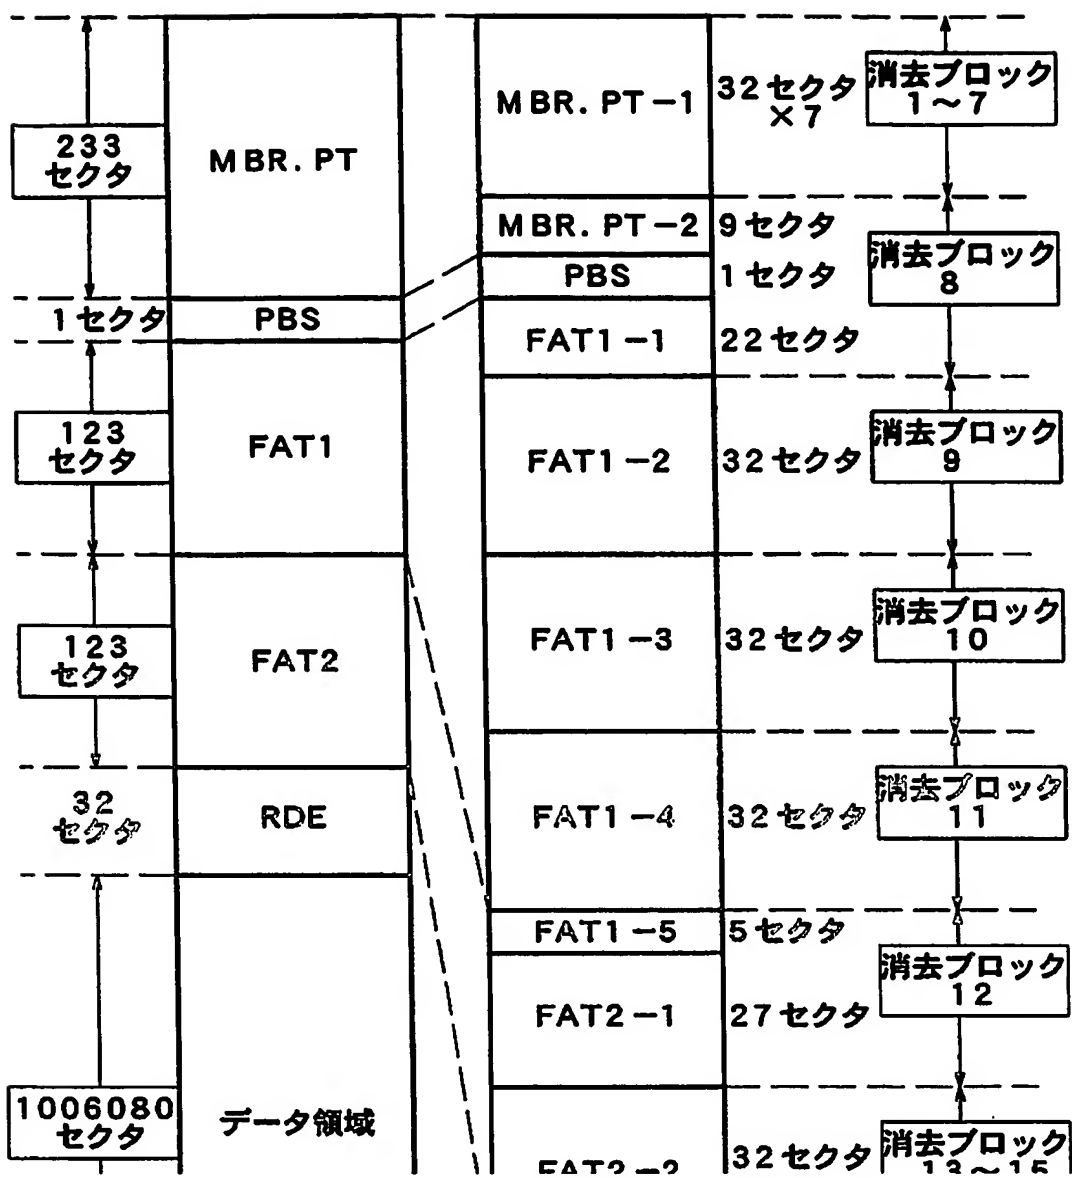 233
セクタ
MBR. PT
1セクタ
PBS
123
セクタ
FAT1
123
セクタ
FAT2
32
セクタ
RDE
1006080
セクタ
データ領域
MBR. PT-1
32セクタ
×7
消去ブロック
1~7
MBR. PT-2
9セクタ
PBS
1セクタ
消去ブロック
8
FAT1-1
22セクタ
FAT1-2
32セクタ
消去ブロック
9
FAT1-3
32セクタ
消去ブロック
10
FAT1-4
32セクタ
消去ブロック
11
FAT1-5
5セクタ
消去ブロック
12
FAT2-1
27セクタ
FAT2-2
32セクタ
消去ブロック
13~15